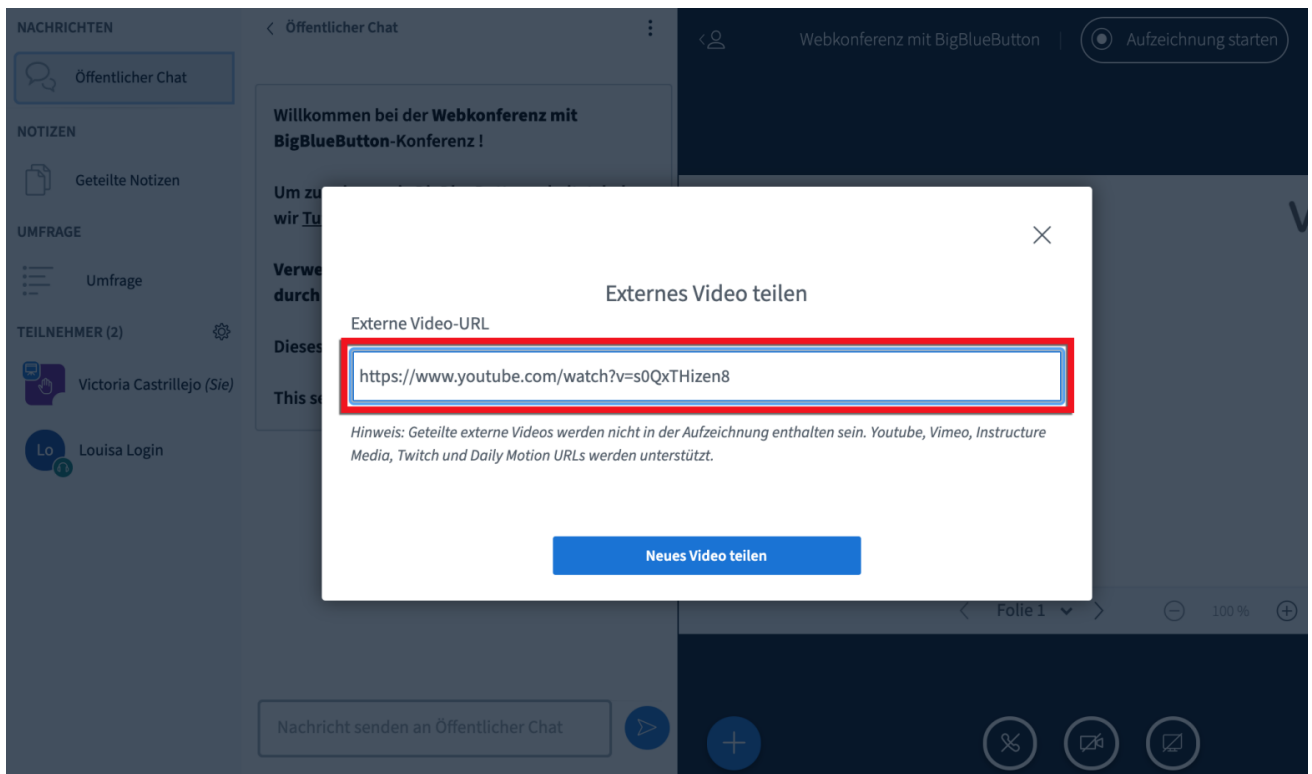 NACHRICHTEN
Öffentlicher Chat
NOTIZEN
Geteilte Notizen
UMFRAGE
Umfrage
TEILNEHMER (2)
Victoria Castrillejo (Sie)
Lo
Louisa Login
Öffentlicher Chat
Willkommen bei der Webkonferenz mit
BigBlueButton-Konferenz !
Um zu
wir Tu
Verwe
durch
Dieses
This se
Nachricht senden an Öffentlicher Chat
Webkonferenz mit BigBlueButton
Aufzeichnung starten
Externes Video teilen
Externe Video-URL
https://www.youtube.com/watch?v=s0QxTHizen8
Hinweis: Geteilte externe Videos werden nicht in der Aufzeichnung enthalten sein. Youtube, Vimeo, Instructure
Media, Twitch und Daily Motion URLs werden unterstützt.
Neues Video teilen
Folie 1
100 %